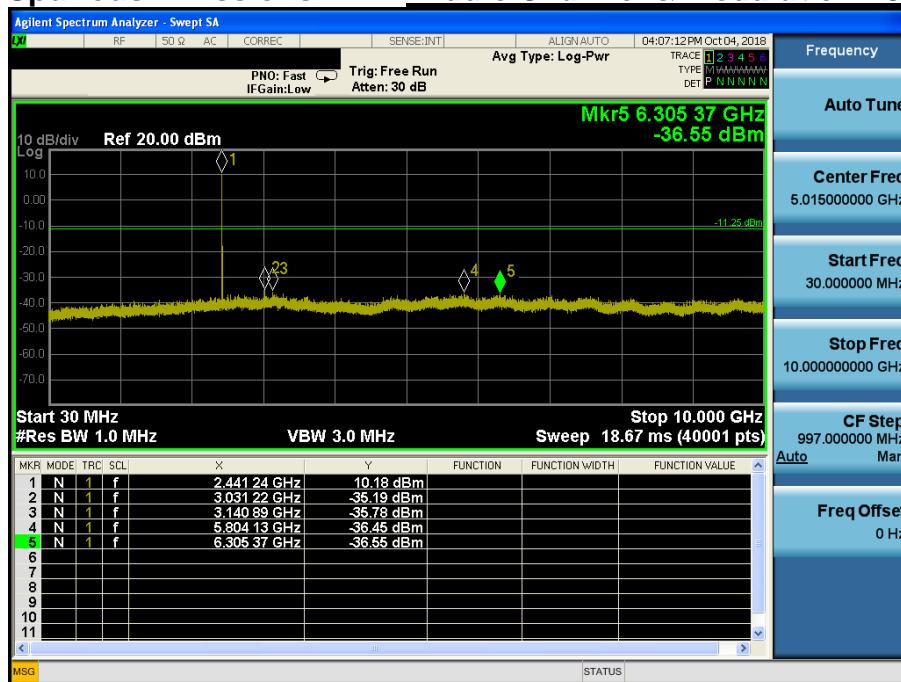 Agilent Spectrum Analyzer - Swept SA
LXI RF 50 Ω AC CORREC SENSE:INT ALIGN AUTO 04:07:12 PM Oct 04, 2018
Frequency
Avg Type: Log-Pwr
TRACE 1 2 3 4 5 6
PNO: Fast Trig: Free Run
TYPE M W W W W W
IFGain:Low Atten: 30 dB
DET P N N N N N
Auto Tune
Mkr5 6.305 37 GHz
-36.55 dBm
10 dB/div Ref 20.00 dBm
Log
10.0
0.00
-10.0
-20.0
-30.0
-40.0
-50.0
-60.0
-70.0
1
-11.25 dBm
23
4
5
Center Freq
5.015000000 GHz
Start Freq
30.000000 MHz
Stop Freq
10.000000000 GHz
Start 30 MHz Stop 10.000 GHz
#Res BW 1.0 MHz VBW 3.0 MHz Sweep 18.67 ms (40001 pts)
CF Step
997.000000 MHz
Auto Man
MKR MODE TRC SCL X Y FUNCTION FUNCTION WIDTH FUNCTION VALUE
1 N 1 f 2.441 24 GHz 10.18 dBm
2 N 1 f 3.031 22 GHz -35.19 dBm
3 N 1 f 3.140 89 GHz -35.78 dBm
4 N 1 f 5.804 13 GHz -36.45 dBm
5 N 1 f 6.305 37 GHz -36.55 dBm
6
7
8
9
10
11
Freq Offset
0 Hz
MSG STATUS